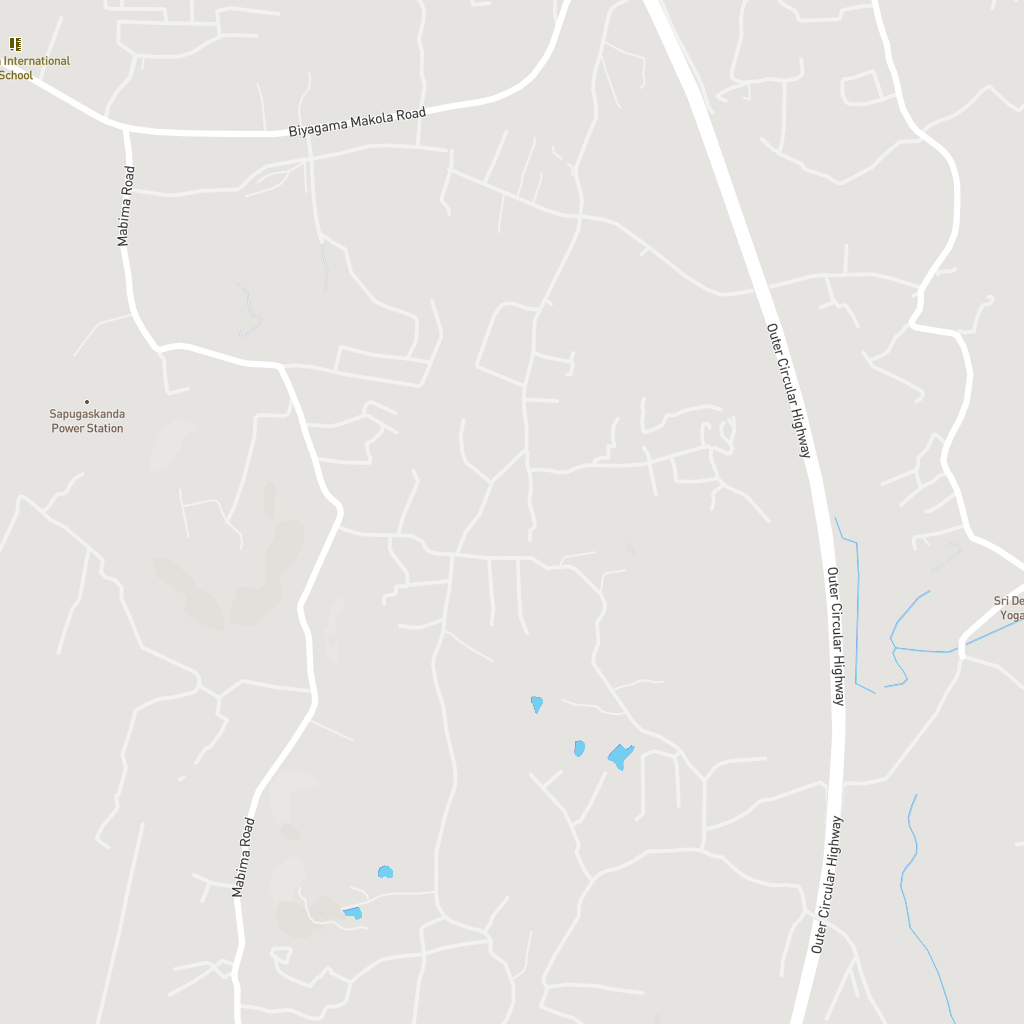 International
School
Biyagama Makola Road
Mabima Road
Outer Circular Highway
Sapugaskanda
Power Station
Outer Circular Highway
Sri De
Yoga
Mabima Road
Outer Circular Highway